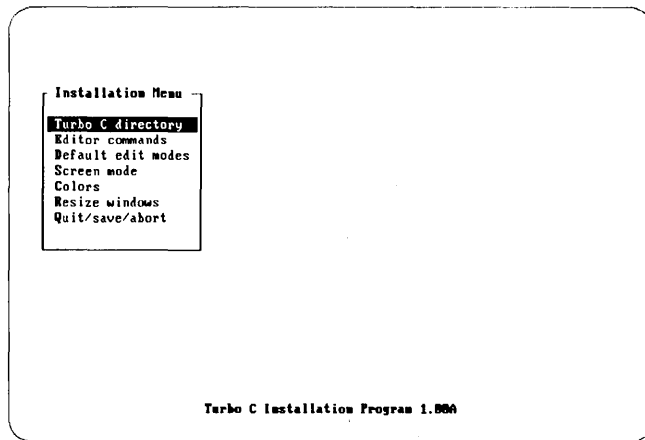 Installation Menu
Turbo C directory
Editor commands
Default edit modes
Screen mode
Colors
Resize windows
Quit/save/abort
Turbo C Installation Program 1.00A